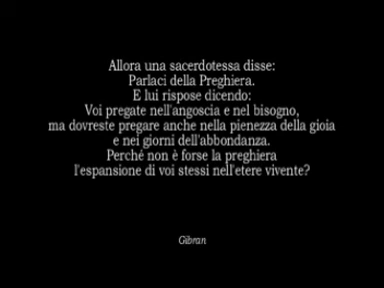 Allora una sacerdotessa disse:
Parlaci della Preghiera.
E lui rispose dicendo:
Voi pregate nell'angoscia e nel bisogno,
ma dovreste pregare anche nella pienezza della gioia
e nei giorni dell'abbondanza.
Perché non è forse la preghiera
l'espansione di voi stessi nell'etere vivente?
Gibran